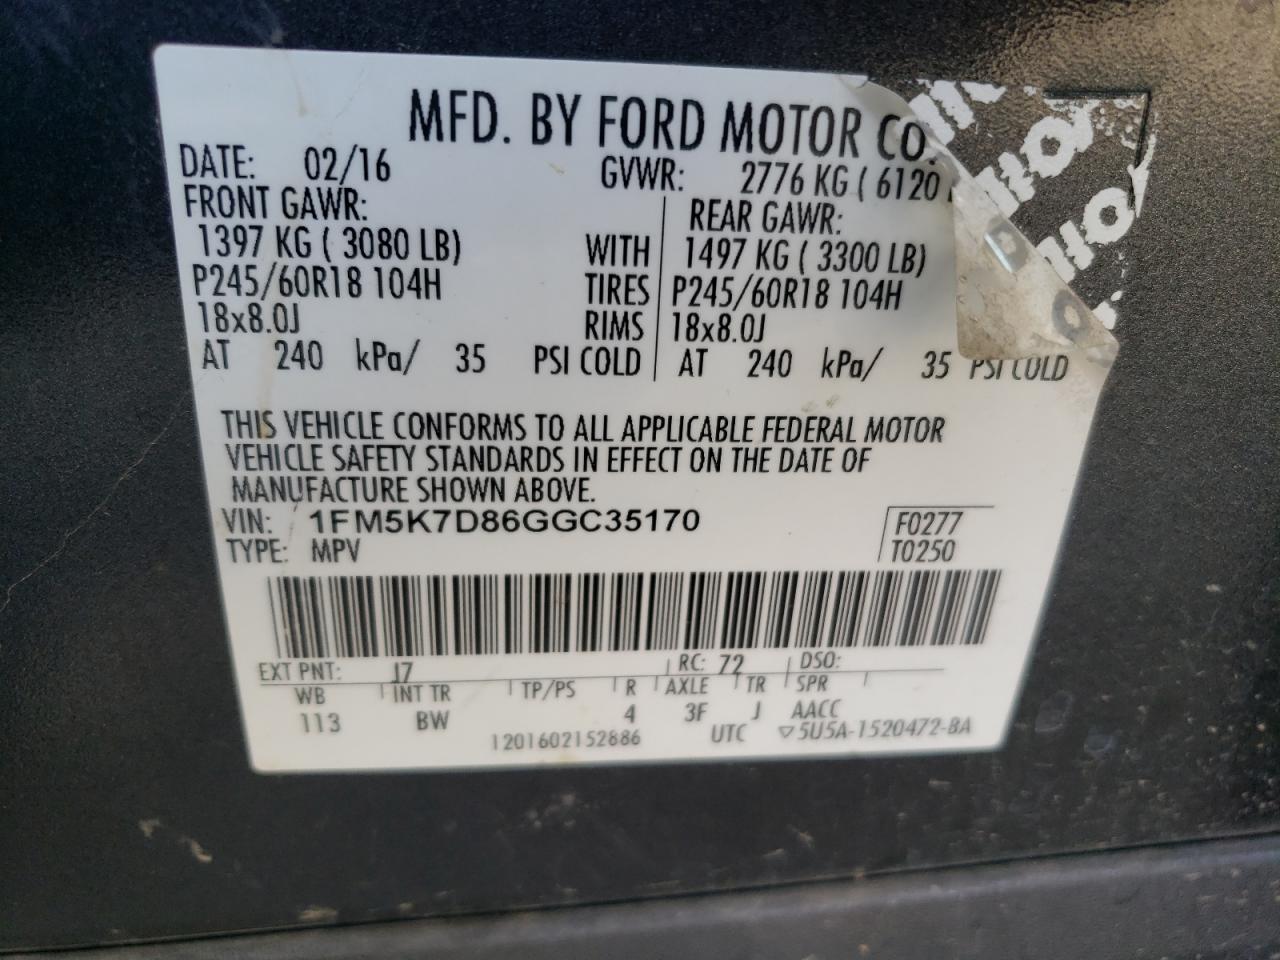 MFD. BY FORD MOTOR CO.
DATE: 02/16 GVWR: 2776 KG ( 6120
FRONT GAWR: REAR GAWR:
1397 KG ( 3080 LB) WITH 1497 KG ( 3300 LB)
P245/60R18 104H TIRES P245/60R18 104H
18x8.0J RIMS 18x8.0J
AT 240 kPa/ 35 PSI COLD AT 240 kPa/ 35 PSI COLD
THIS VEHICLE CONFORMS TO ALL APPLICABLE FEDERAL MOTOR
VEHICLE SAFETY STANDARDS IN EFFECT ON THE DATE OF
MANUFACTURE SHOWN ABOVE.
VIN: 1FM5K7D86GGC35170 F0277
TYPE: MPV T0250
EXT PNT: J7 RC: 72 DSO:
WB INT TR TP/PS R AXLE TR SPR
113 BW 4 3F J AACC
1201602152886 UTC ▽5U5A-1520472-BA